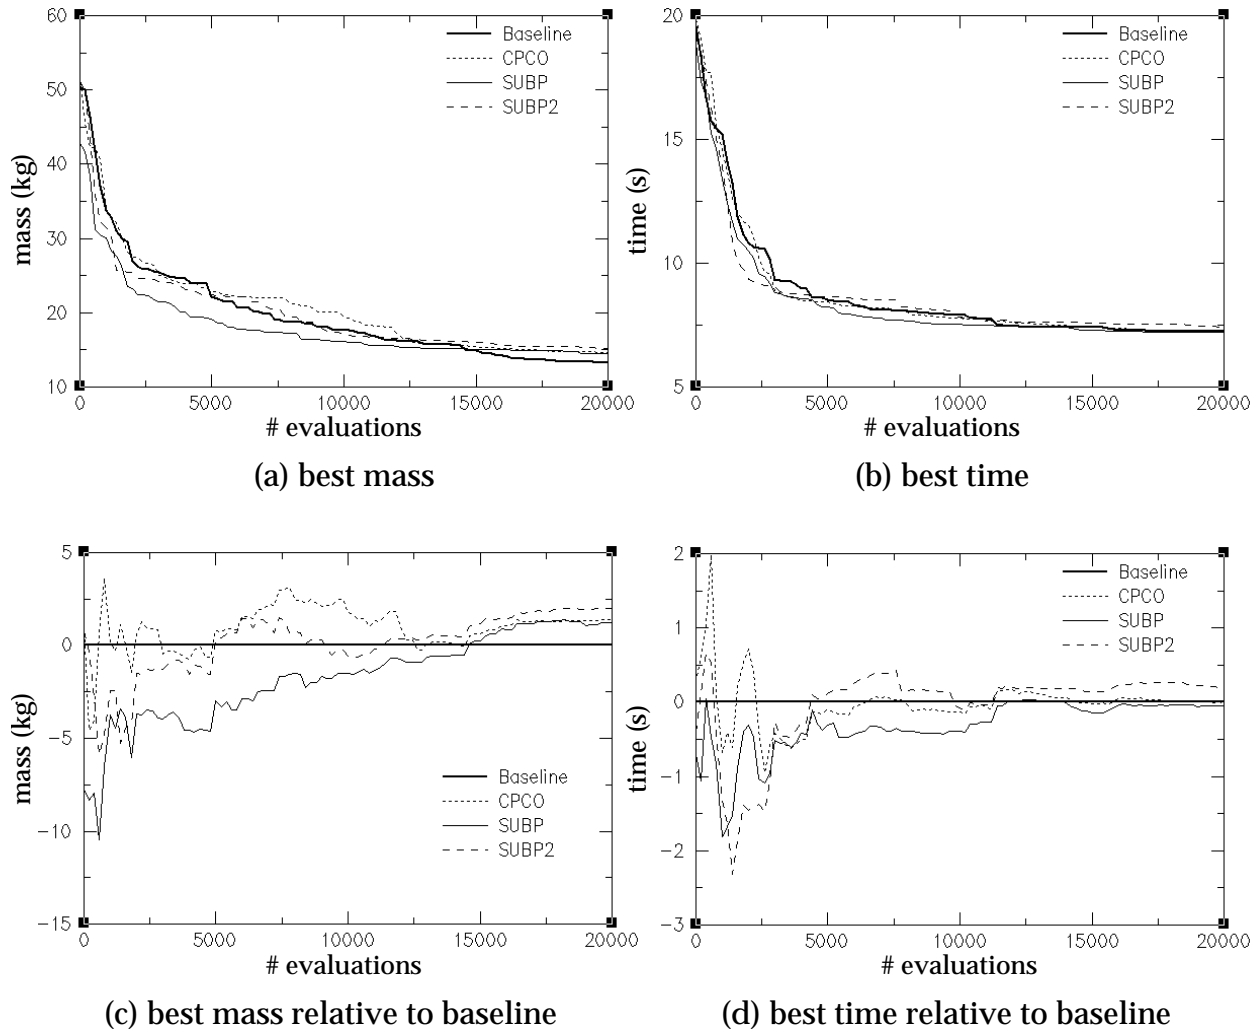 60
50
40
30
20
10
mass (kg)
Baseline
CPCO
SUBP
SUBP2
0
5000
10000
15000
20000
# evaluations
(a) best mass
20
15
10
5
time (s)
Baseline
CPCO
SUBP
SUBP2
0
5000
10000
15000
20000
# evaluations
(b) best time
5
0
-5
-10
-15
mass (kg)
Baseline
CPCO
SUBP
SUBP2
0
5000
10000
15000
20000
# evaluations
(c) best mass relative to baseline
2
1
0
-1
-2
-3
time (s)
Baseline
CPCO
SUBP
SUBP2
0
5000
10000
15000
20000
# evaluations
(d) best time relative to baseline